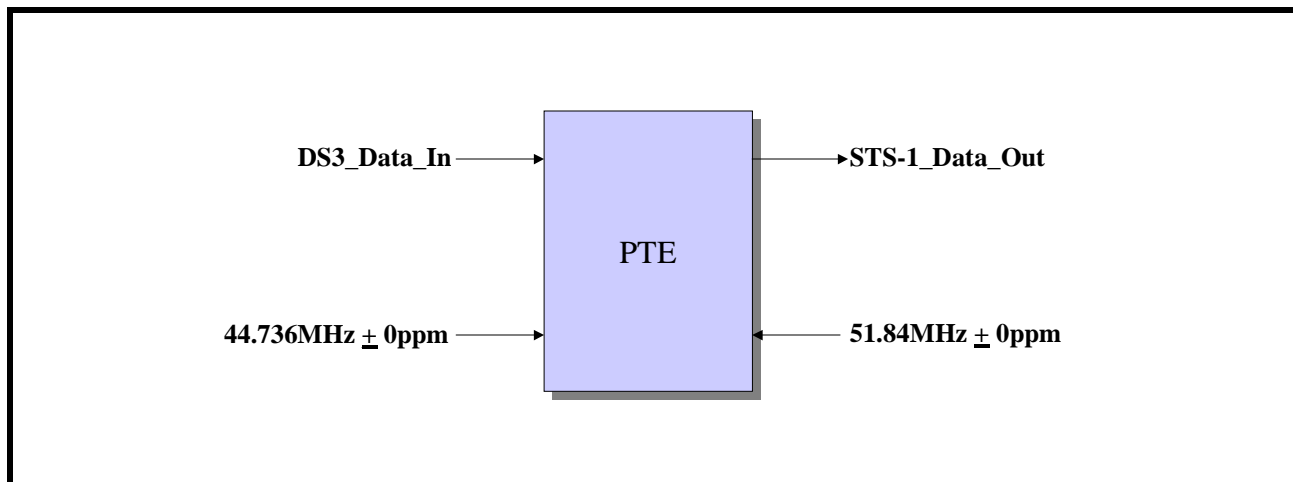 DS3_Data_In
STS-1_Data_Out
PTE
44.736MHz ± 0ppm
51.84MHz ± 0ppm